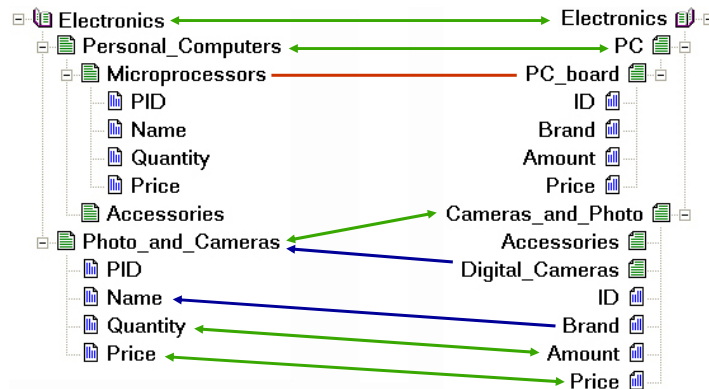 Electronics Electronics
Personal_Computers PC
Microprocessors PC_board
PID ID
Name Brand
Quantity Amount
Price Price
Accessories Cameras_and_Photo
Photo_and_Cameras Accessories
PID Digital_Cameras
Name ID
Quantity Brand
Price Amount
Price